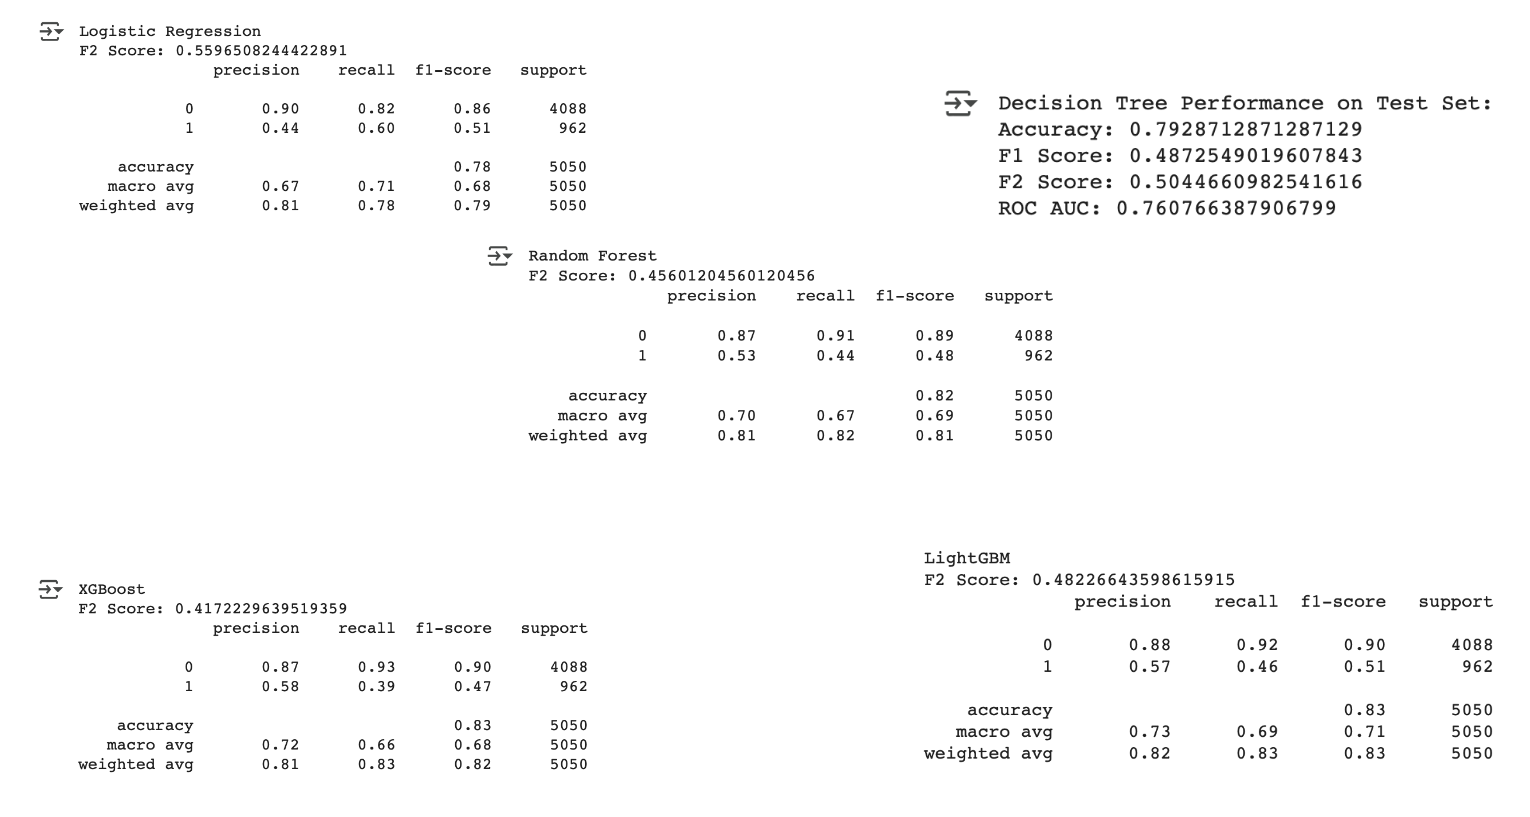 Logistic Regression
F2 Score: 0.5596508244422891
precision recall f1-score support
0 0.90 0.82 0.86 4088
1 0.44 0.60 0.51 962
accuracy 0.78 5050
macro avg 0.67 0.71 0.68 5050
weighted avg 0.81 0.78 0.79 5050
Decision Tree Performance on Test Set:
Accuracy: 0.7928712871287129
F1 Score: 0.4872549019607843
F2 Score: 0.5044660982541616
ROC AUC: 0.760766387906799
Random Forest
F2 Score: 0.45601204560120456
precision recall f1-score support
0 0.87 0.91 0.89 4088
1 0.53 0.44 0.48 962
accuracy 0.82 5050
macro avg 0.70 0.67 0.69 5050
weighted avg 0.81 0.82 0.81 5050
XGBoost
F2 Score: 0.4172229639519359
precision recall f1-score support
0 0.87 0.93 0.90 4088
1 0.58 0.39 0.47 962
accuracy 0.83 5050
macro avg 0.72 0.66 0.68 5050
weighted avg 0.81 0.83 0.82 5050
LightGBM
F2 Score: 0.48226643598615915
precision recall f1-score support
0 0.88 0.92 0.90 4088
1 0.57 0.46 0.51 962
accuracy 0.83 5050
macro avg 0.73 0.69 0.71 5050
weighted avg 0.82 0.83 0.83 5050